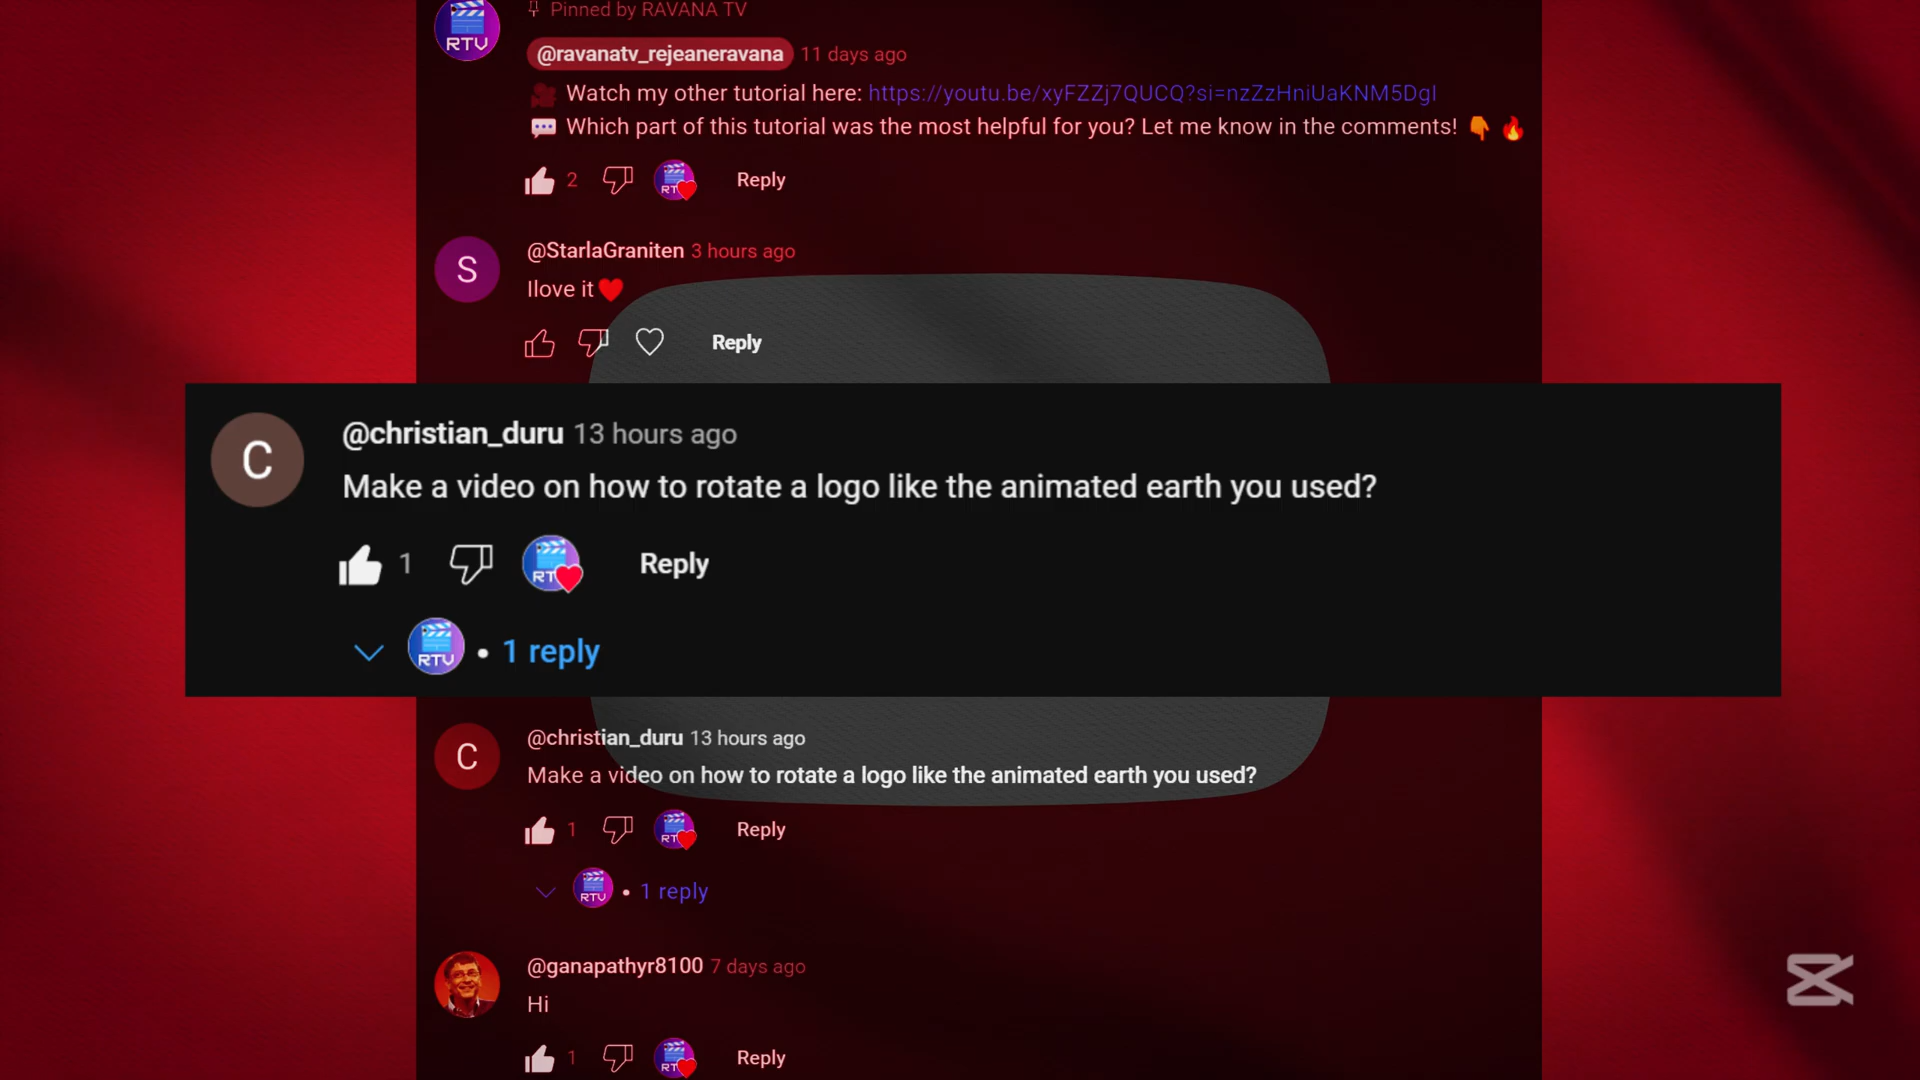 Pinned by RAVANA TV
RTV
@ravanatv_rejeaneravana 11 days ago
Watch my other tutorial here: https://youtu.be/xyFZZj7QUCQ?si=nzZzHniUaKNM5DgI
Which part of this tutorial was the most helpful for you? Let me know in the comments!
2 RT Reply
S
@StarlaGraniten 3 hours ago
Ilove it
Reply
C
@christian_duru 13 hours ago
Make a video on how to rotate a logo like the animated earth you used?
1 RT Reply
RTV • 1 reply
C
@christian_duru 13 hours ago
Make a video on how to rotate a logo like the animated earth you used?
1 RT Reply
RTV • 1 reply
@ganapathyr8100 7 days ago
Hi
1 RT Reply